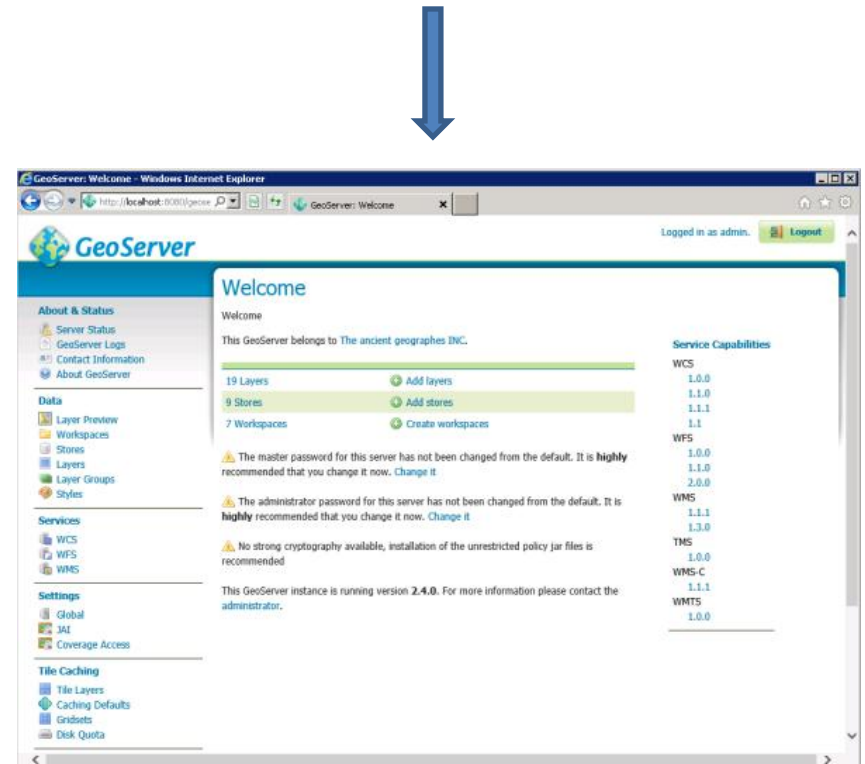 GeoServer: Welcome - Windows Internet Explorer
http://localhost:8080/geose
GeoServer: Welcome
GeoServer
Logged in as admin.
Logout
About & Status
Server Status
GeoServer Logs
Contact Information
About GeoServer
Data
Layer Preview
Workspaces
Stores
Layers
Layer Groups
Styles
Services
WCS
WFS
WMS
Settings
Global
JAI
Coverage Access
Tile Caching
Tile Layers
Caching Defaults
Gridsets
Disk Quota
Welcome
Welcome
This GeoServer belongs to The ancient geographes INC.
19 Layers Add layers
9 Stores Add stores
7 Workspaces Create workspaces
The master password for this server has not been changed from the default. It is highly
recommended that you change it now. Change it
The administrator password for this server has not been changed from the default. It is
highly recommended that you change it now. Change it
No strong cryptography available, installation of the unrestricted policy jar files is
recommended
This GeoServer instance is running version 2.4.0. For more information please contact the
administrator.
Service Capabilities
WCS
1.0.0
1.1.0
1.1.1
1.1
WFS
1.0.0
1.1.0
2.0.0
WMS
1.1.1
1.3.0
TMS
1.0.0
WMS-C
1.1.1
WMTS
1.0.0